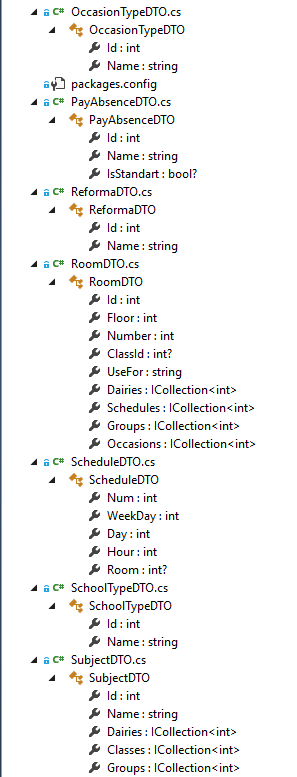 C# OccasionTypeDTO.cs
OccasionTypeDTO
Id : int
Name : string
packages.config
C# PayAbsenceDTO.cs
PayAbsenceDTO
Id : int
Name : string
IsStandart : bool?
C# ReformaDTO.cs
ReformaDTO
Id : int
Name : string
C# RoomDTO.cs
RoomDTO
Id : int
Floor : int
Number : int
ClassId : int?
UseFor : string
Dairies : ICollection<int>
Schedules : ICollection<int>
Groups : ICollection<int>
Occasions : ICollection<int>
C# ScheduleDTO.cs
ScheduleDTO
Num : int
WeekDay : int
Day : int
Hour : int
Room : int?
C# SchoolTypeDTO.cs
SchoolTypeDTO
Id : int
Name : string
C# SubjectDTO.cs
SubjectDTO
Id : int
Name : string
Dairies : ICollection<int>
Classes : ICollection<int>
Groups : ICollection<int>